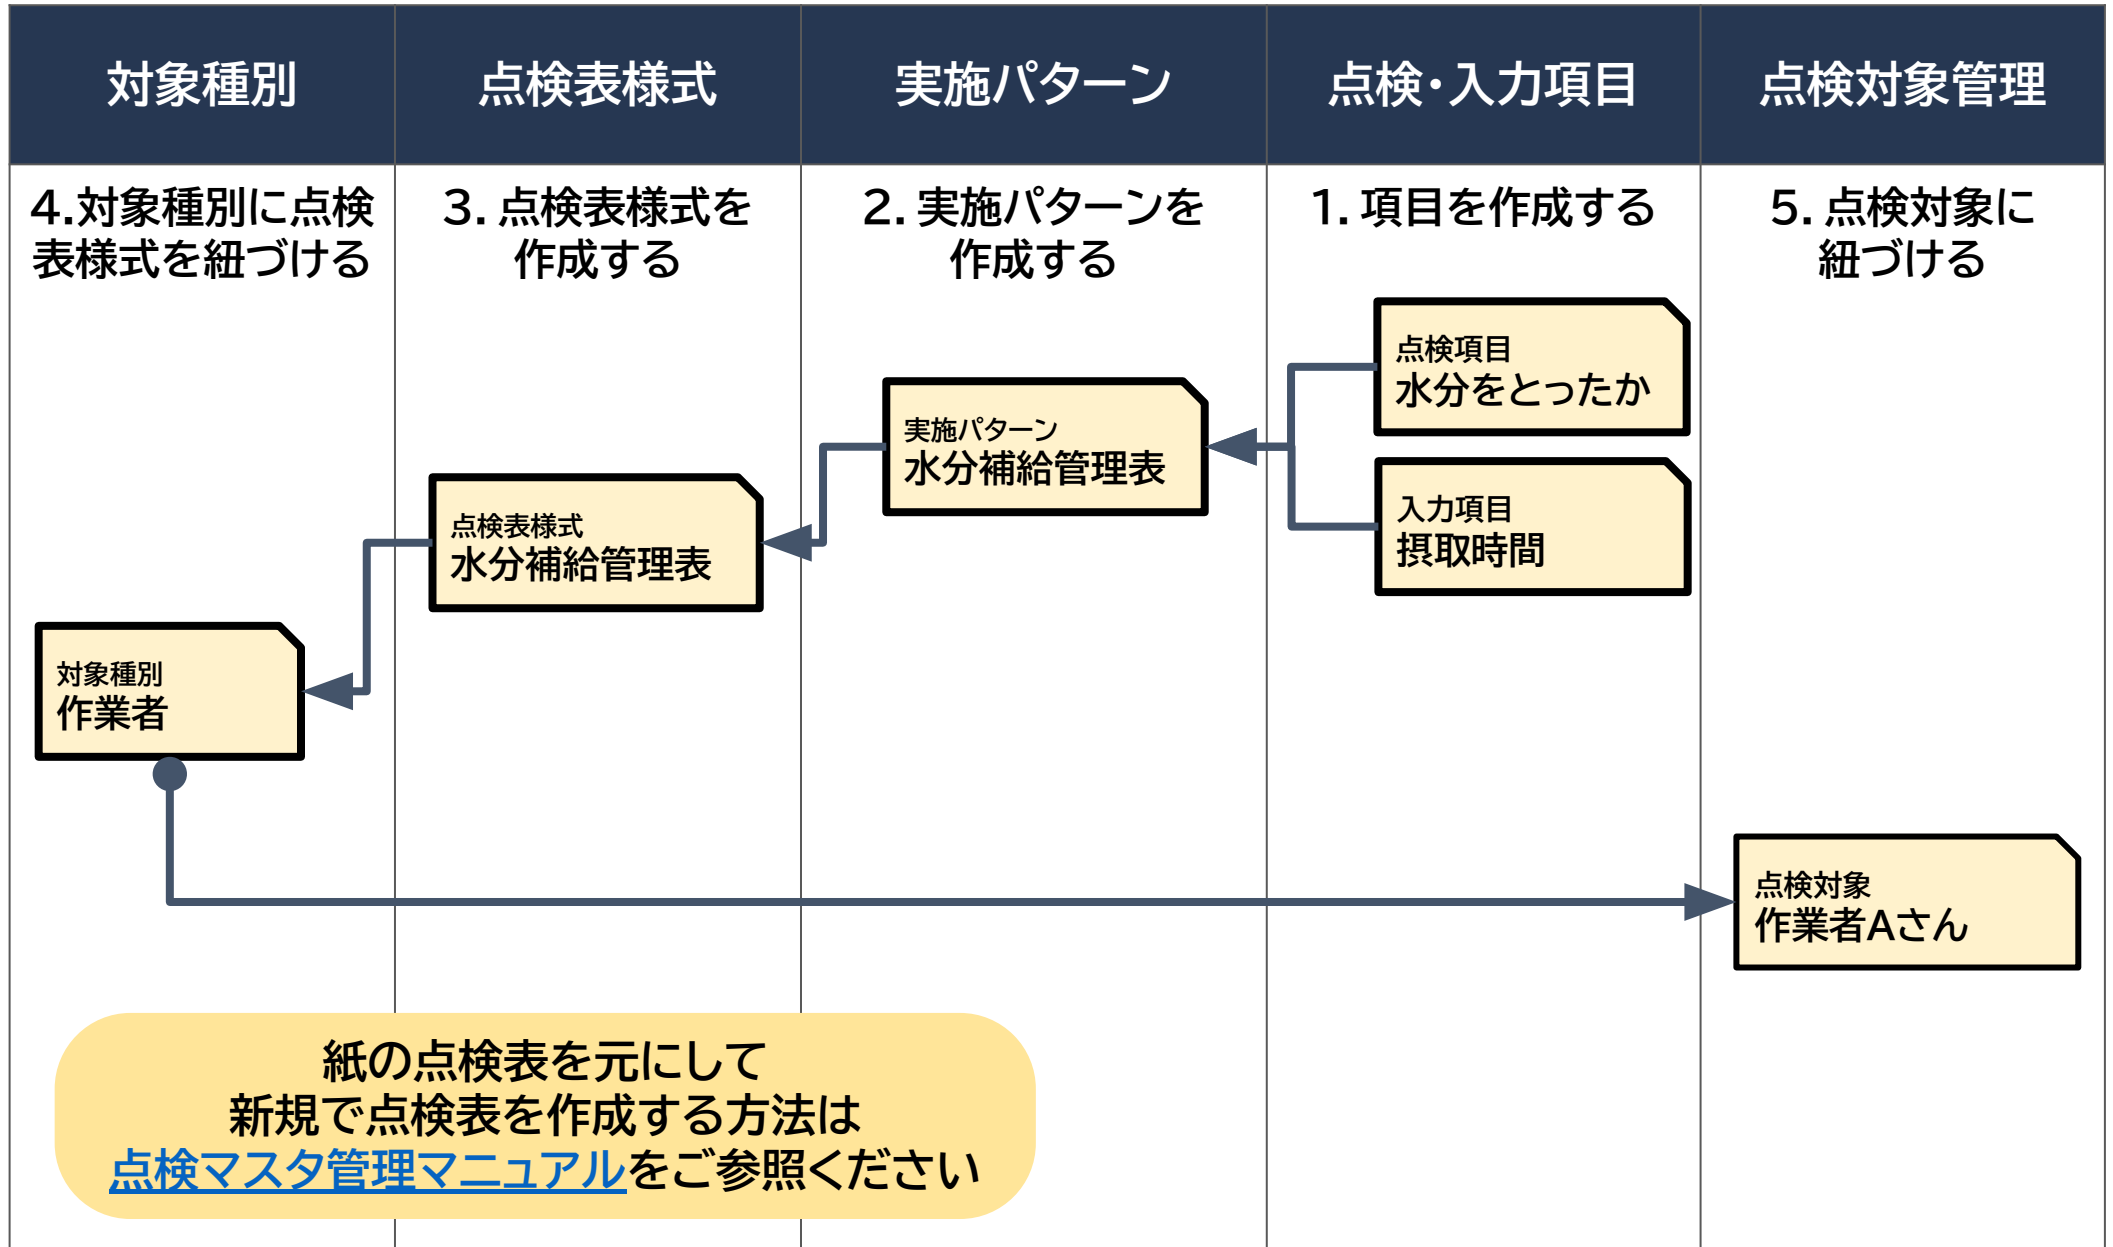 対象種別
点検表様式
実施パターン
点検・入力項目
点検対象管理
4.対象種別に点検
表様式を紐づける
3. 点検表様式を
作成する
2. 実施パターンを
作成する
1. 項目を作成する
5. 点検対象に
紐づける
点検項目
水分をとったか
入力項目
摂取時間
実施パターン
水分補給管理表
点検表様式
水分補給管理表
対象種別
作業者
点検対象
作業者Aさん
紙の点検表を元にして
新規で点検表を作成する方法は
点検マスタ管理マニュアルをご参照ください